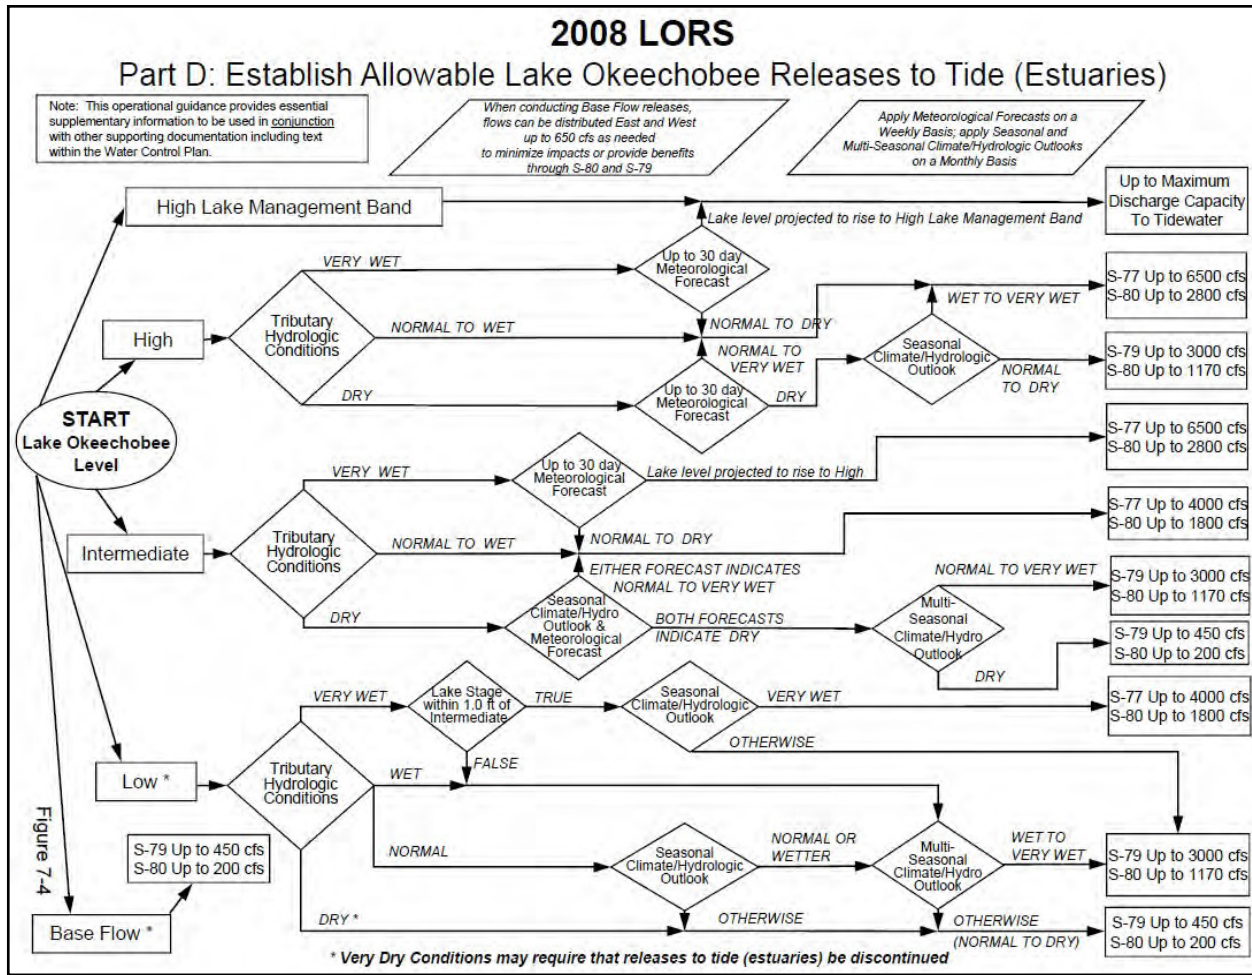 2008 LORS
Part D: Establish Allowable Lake Okeechobee Releases to Tide (Estuaries)
Note: This operational guidance provides essential
supplementary information to be used in conjunction
with other supporting documentation including text
within the Water Control Plan.
When conducting Base Flow releases,
flows can be distributed East and West
up to 650 cfs as needed
to minimize impacts or provide benefits
through S-80 and S-79
Apply Meteorological Forecasts on a
Weekly Basis; apply Seasonal and
Multi-Seasonal Climate/Hydrologic Outlooks
on a Monthly Basis
High Lake Management Band
Lake level projected to rise to High Lake Management Band
Up to Maximum
Discharge Capacity
To Tidewater
START
Lake Okeechobee
Level
High
Tributary
Hydrologic
Conditions
VERY WET
Up to 30 day
Meteorological
Forecast
NORMAL TO DRY
NORMAL TO WET
S-77 Up to 6500 cfs
S-80 Up to 2800 cfs
DRY
Up to 30 day
Meteorological
Forecast
NORMAL TO
VERY WET
DRY
Seasonal
Climate/Hydrologic
Outlook
WET TO VERY WET
NORMAL
TO DRY
S-79 Up to 3000 cfs
S-80 Up to 1170 cfs
Intermediate
Tributary
Hydrologic
Conditions
VERY WET
Up to 30 day
Meteorological
Forecast
Lake level projected to rise to High
S-77 Up to 6500 cfs
S-80 Up to 2800 cfs
NORMAL TO WET
NORMAL TO DRY
S-77 Up to 4000 cfs
S-80 Up to 1800 cfs
DRY
Seasonal
Climate/Hydro
Outlook &
Meteorological
Forecast
EITHER FORECAST INDICATES
NORMAL TO VERY WET
BOTH FORECASTS
INDICATE DRY
Multi-
Seasonal
Climate/Hydro
Outlook
NORMAL TO VERY WET
S-79 Up to 3000 cfs
S-80 Up to 1170 cfs
DRY
S-79 Up to 450 cfs
S-80 Up to 200 cfs
Low *
Tributary
Hydrologic
Conditions
VERY WET
Lake Stage
within 1.0 ft of
Intermediate
TRUE
Seasonal
Climate/Hydrologic
Outlook
VERY WET
S-77 Up to 4000 cfs
S-80 Up to 1800 cfs
OTHERWISE
FALSE
WET
NORMAL
Seasonal
Climate/Hydrologic
Outlook
NORMAL OR
WETTER
Multi-
Seasonal
Climate/Hydro
Outlook
WET TO
VERY WET
S-79 Up to 3000 cfs
S-80 Up to 1170 cfs
DRY *
OTHERWISE
OTHERWISE
(NORMAL TO DRY)
S-79 Up to 450 cfs
S-80 Up to 200 cfs
Base Flow *
S-79 Up to 450 cfs
S-80 Up to 200 cfs
* Very Dry Conditions may require that releases to tide (estuaries) be discontinued
Figure 7-4